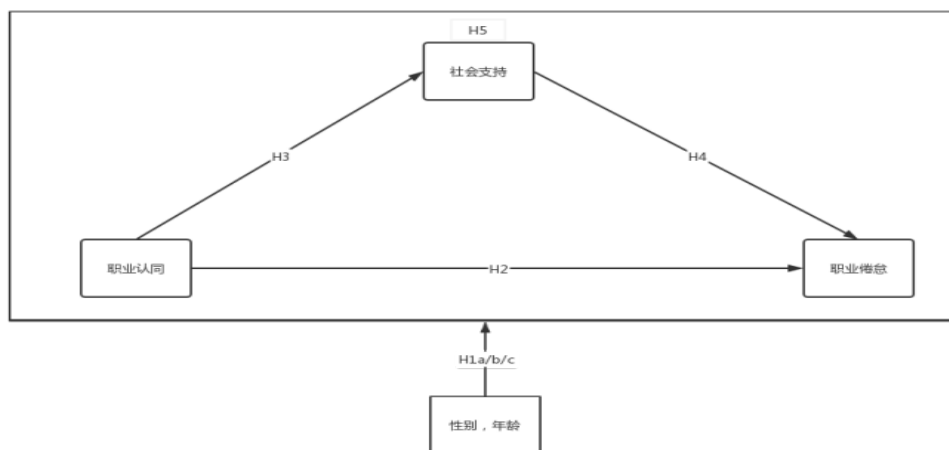 H5
社会支持
H3
H4
职业认同
H2
职业倦怠
H1a/b/c
性别，年龄